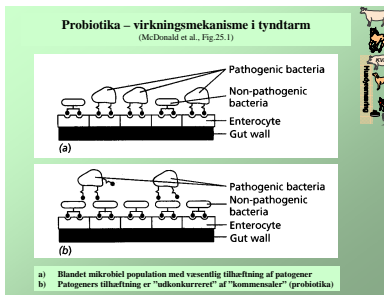 Probiotika – virkningsmekanisme i tyndtarm
(McDonald et al., Fig.25.1)
Pathogenic bacteria
Non-pathogenic
bacteria
Enterocyte
Gut wall
(a)
Pathogenic bacteria
Non-pathogenic
bacteria
Enterocyte
Gut wall
(b)
a) Blandet mikrobiel population med væsentlig tilhæftning af patogener
b) Patogeners tilhæftning er ”udkonkurreret” af ”kommensaler” (probiotika)
Husdyrernæring